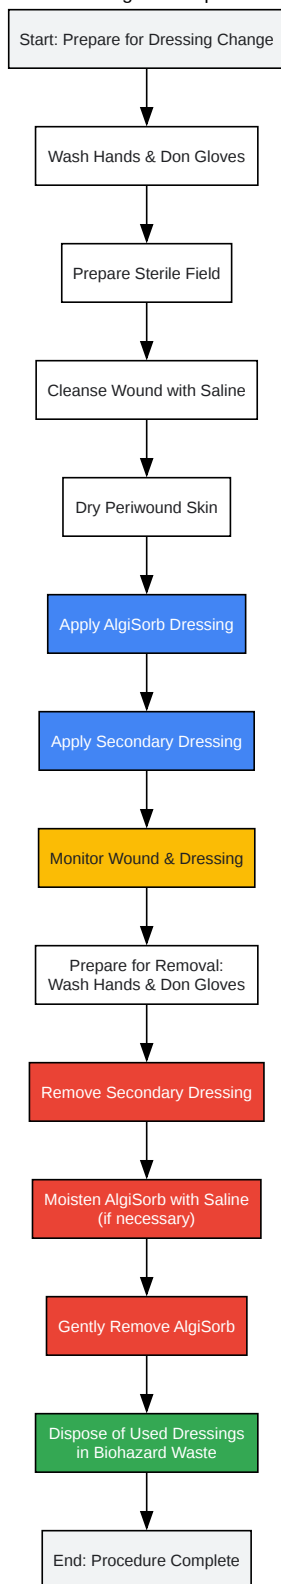 Start: Prepare for Dressing Change
Wash Hands & Don Gloves
Prepare Sterile Field
Cleanse Wound with Saline
Dry Periwound Skin
Apply AlgiSorb Dressing
Apply Secondary Dressing
Monitor Wound & Dressing
Prepare for Removal:
Wash Hands & Don Gloves
Remove Secondary Dressing
Moisten AlgiSorb with Saline
(if necessary)
Gently Remove AlgiSorb
Dispose of Used Dressings
in Biohazard Waste
End: Procedure Complete